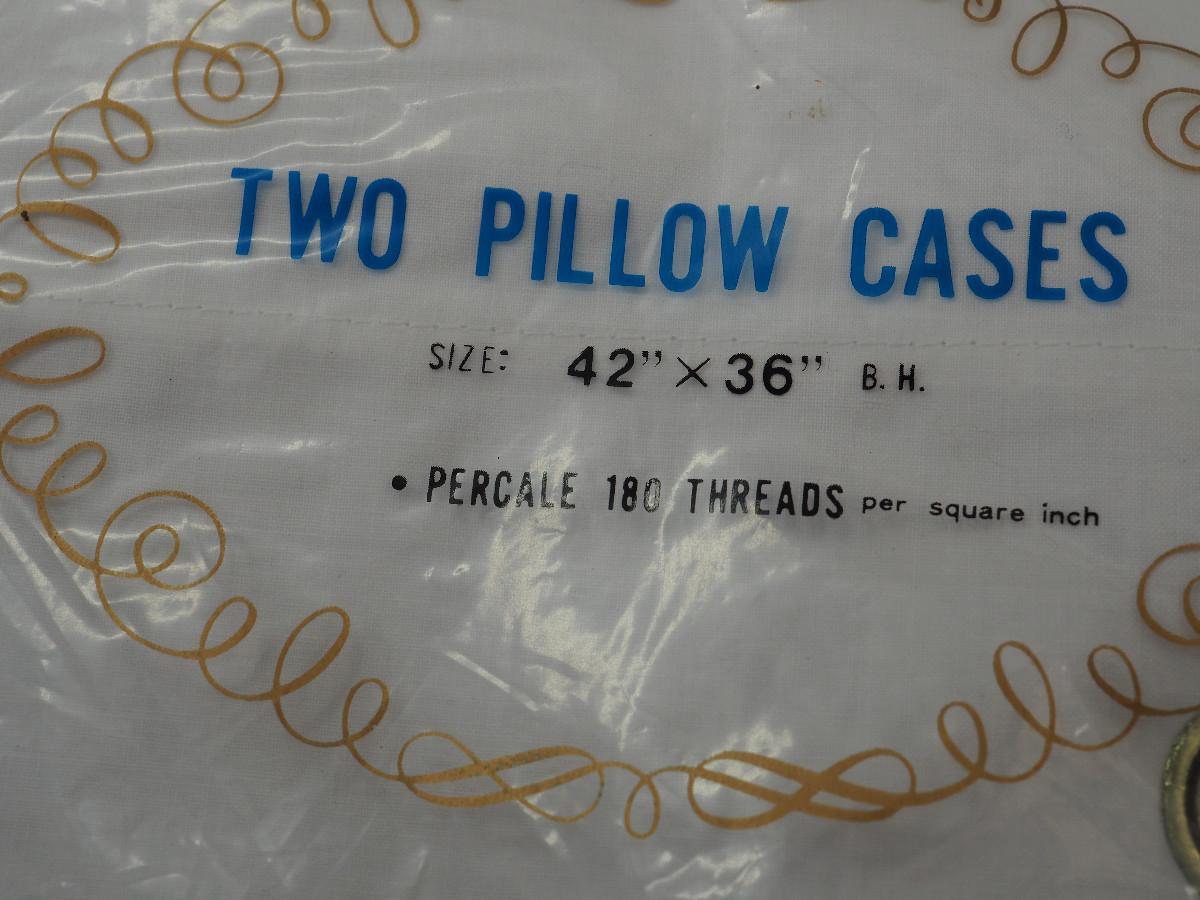 TWO PILLOW CASES
SIZE: 42” × 36” B. H.
• PERCALE 180 THREADS per square inch